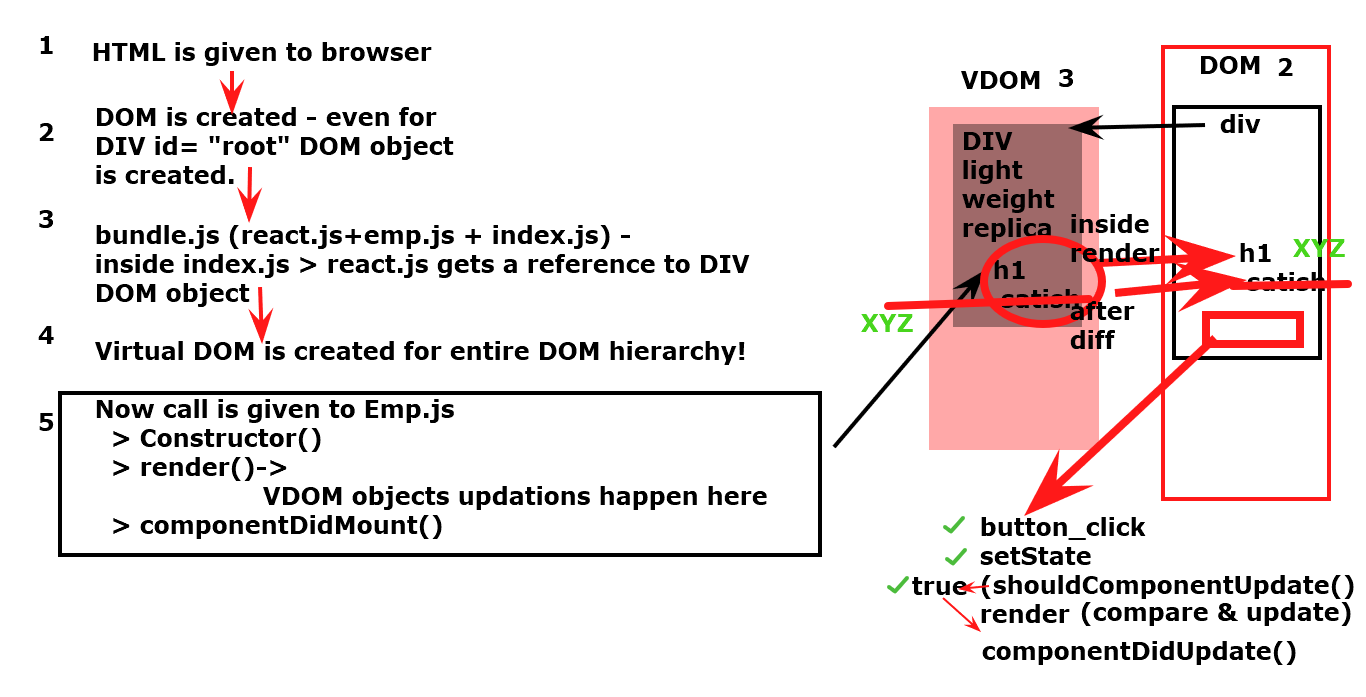 1 HTML is given to browser
2 DOM is created - even for
DIV id= "root" DOM object
is created.
3 bundle.js (react.js+emp.js + index.js) -
inside index.js > react.js gets a reference to DIV
DOM object
4 Virtual DOM is created for entire DOM hierarchy!
5 Now call is given to Emp.js
> Constructor()
> render()->
VDOM objects updation happen here
> componentDidMount()
VDOM 3
DIV
light
weight
replica
h1
satish
XYZ
inside
render
after
diff
DOM 2
div
h1 XYZ
satish
button_click
setState
true (shouldComponentUpdate()
render (compare & update)
componentDidUpdate()